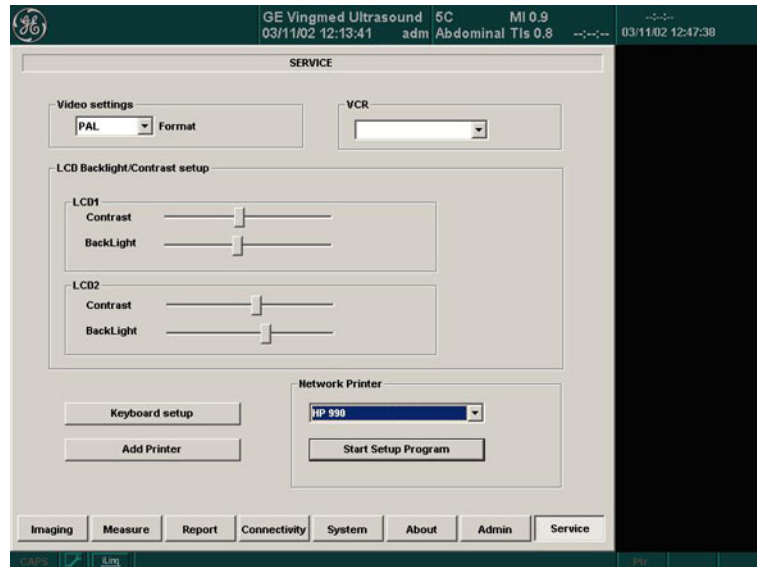 GE Vingmed Ultrasound 5C MI 0.9 --:--:--
03/11/02 12:13:41 adm Abdominal TIs 0.8 --:--:-- 03/11/02 12:47:38
SERVICE
Video settings
PAL Format
VCR
LCD Backlight/Contrast setup
LCD1
Contrast
BackLight
LCD2
Contrast
BackLight
Network Printer
Keyboard setup
HP 990
Add Printer
Start Setup Program
Imaging Measure Report Connectivity System About Admin Service
CAPS iLinq Ptr